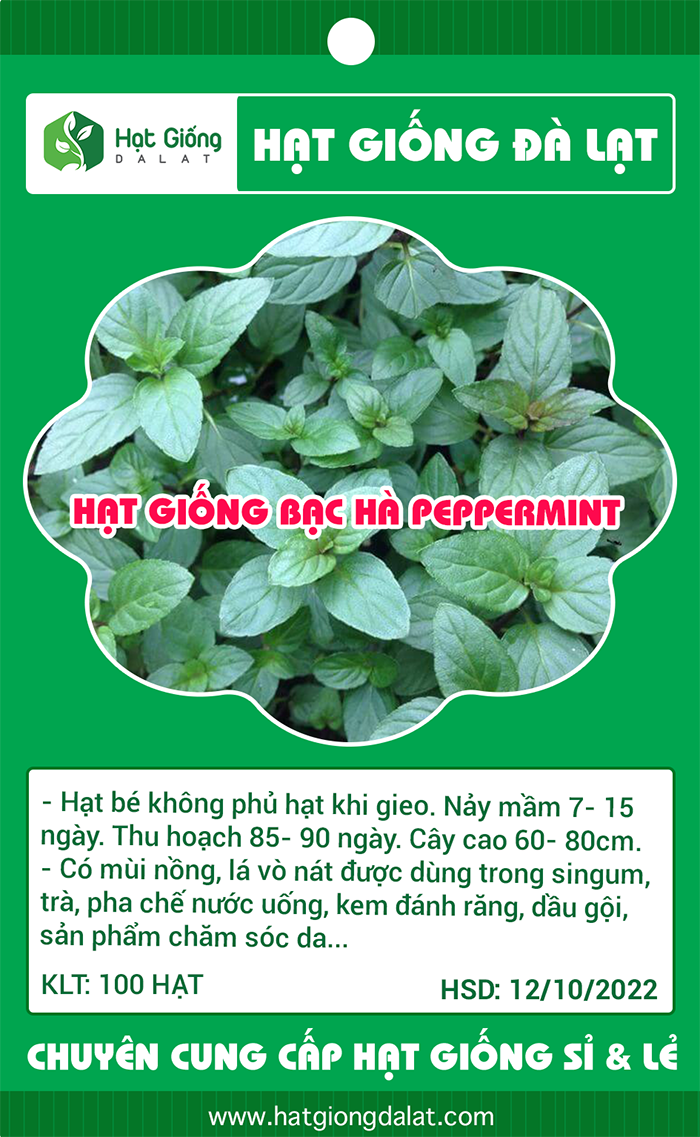 Hạt Giống
DALAT
HẠT GIỐNG ĐÀ LẠT
HẠT GIỐNG BẠC HÀ PEPPERMINT
- Hạt bé không phủ hạt khi gieo. Nảy mầm 7- 15
ngày. Thu hoạch 85- 90 ngày. Cây cao 60- 80cm.
- Có mùi nồng, lá vò nát được dùng trong singum,
trà, pha chế nước uống, kem đánh răng, dầu gội,
sản phẩm chăm sóc da...
KLT: 100 HẠT
HSD: 12/10/2022
CHUYÊN CUNG CẤP HẠT GIỐNG SỈ & LẺ
www.hatgiongdalat.com